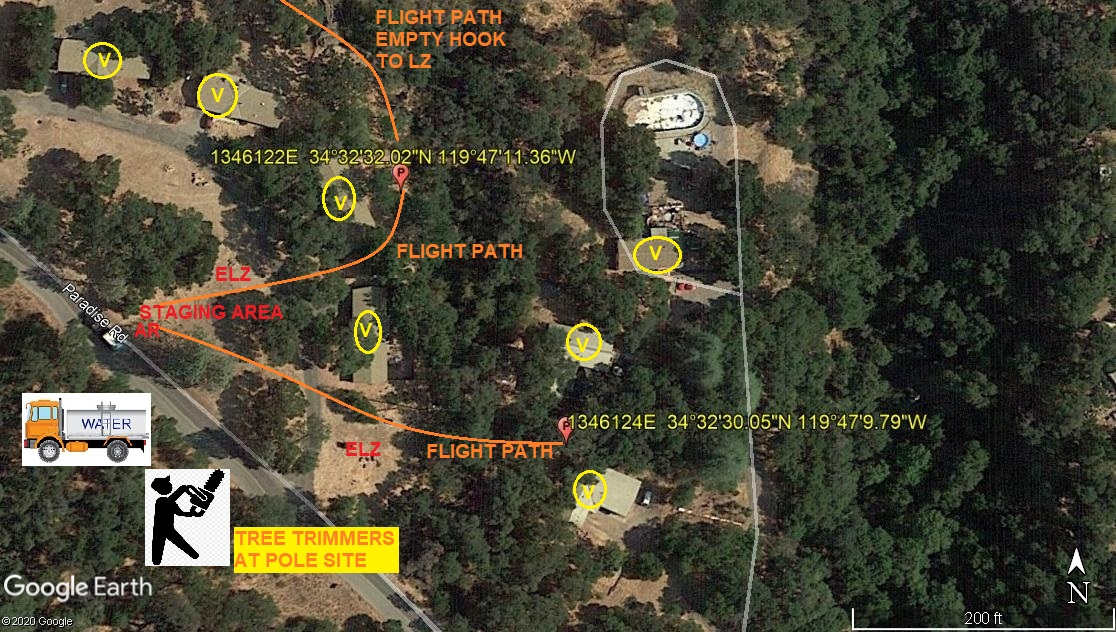 FLIGHT PATH
EMPTY HOOK
TO LZ
V
V
1346122E  34°32'32.02"N 119°47'11.36"W
P
V
FLIGHT PATH
V
ELZ
STAGING AREA
AR
Paradise Rd
V
V
WATER
1346124E  34°32'30.05"N 119°47'9.79"W
ELZ
FLIGHT PATH
V
TREE TRIMMERS
AT POLE SITE
Google Earth
©2020 Google
N
200 ft